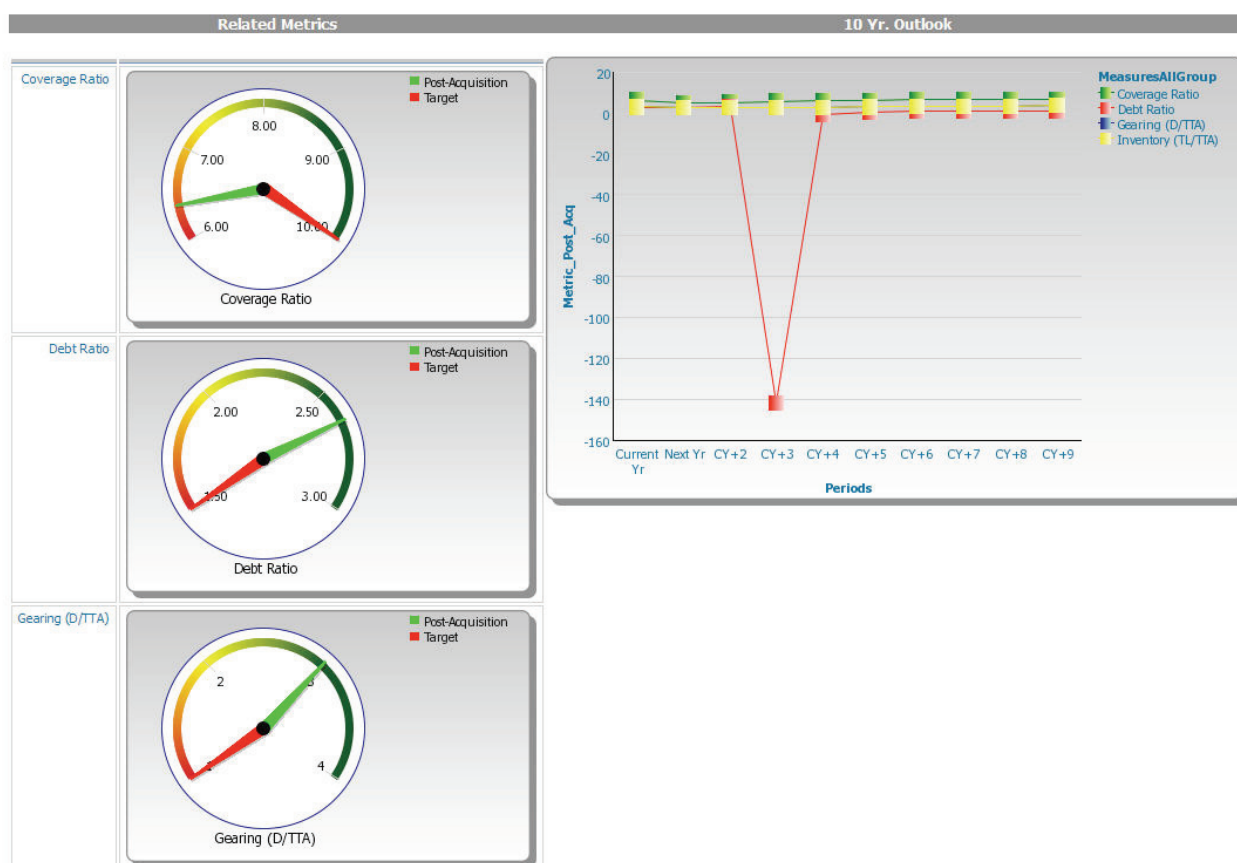 Related Metrics
10 Yr. Outlook
Coverage Ratio
Post-Acquisition
Target
8.00
7.00
9.00
6.00
10.00
Coverage Ratio
Debt Ratio
Post-Acquisition
Target
2.00
2.50
1.50
3.00
Debt Ratio
Gearing (D/TTA)
Post-Acquisition
Target
2
3
1
4
Gearing (D/TTA)
MeasuresAllGroup
Coverage Ratio
Debt Ratio
Gearing (D/TTA)
Inventory (TL/TTA)
Metric_Post_Acq
20
0
-20
-40
-60
-80
-100
-120
-140
-160
Current Yr
Next Yr
CY+2
CY+3
CY+4
CY+5
CY+6
CY+7
CY+8
CY+9
Periods